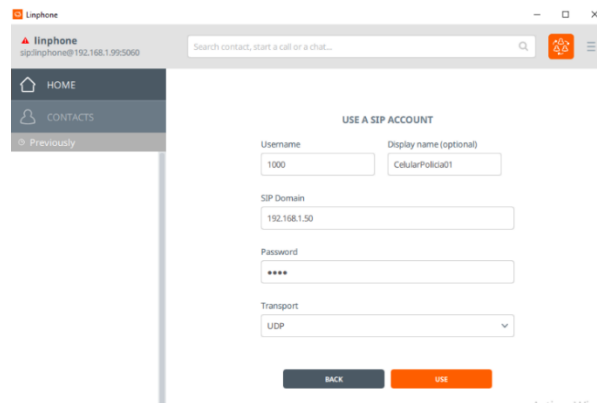 Linphone
linphone
sip:linphone@192.168.1.99:5060
Search contact, start a call or a chat...
HOME
CONTACTS
Previously
USE A SIP ACCOUNT
Username
Display name (optional)
1000
CelularPolicia01
SIP Domain
192.168.1.50
Password
••••
Transport
UDP
BACK
USE